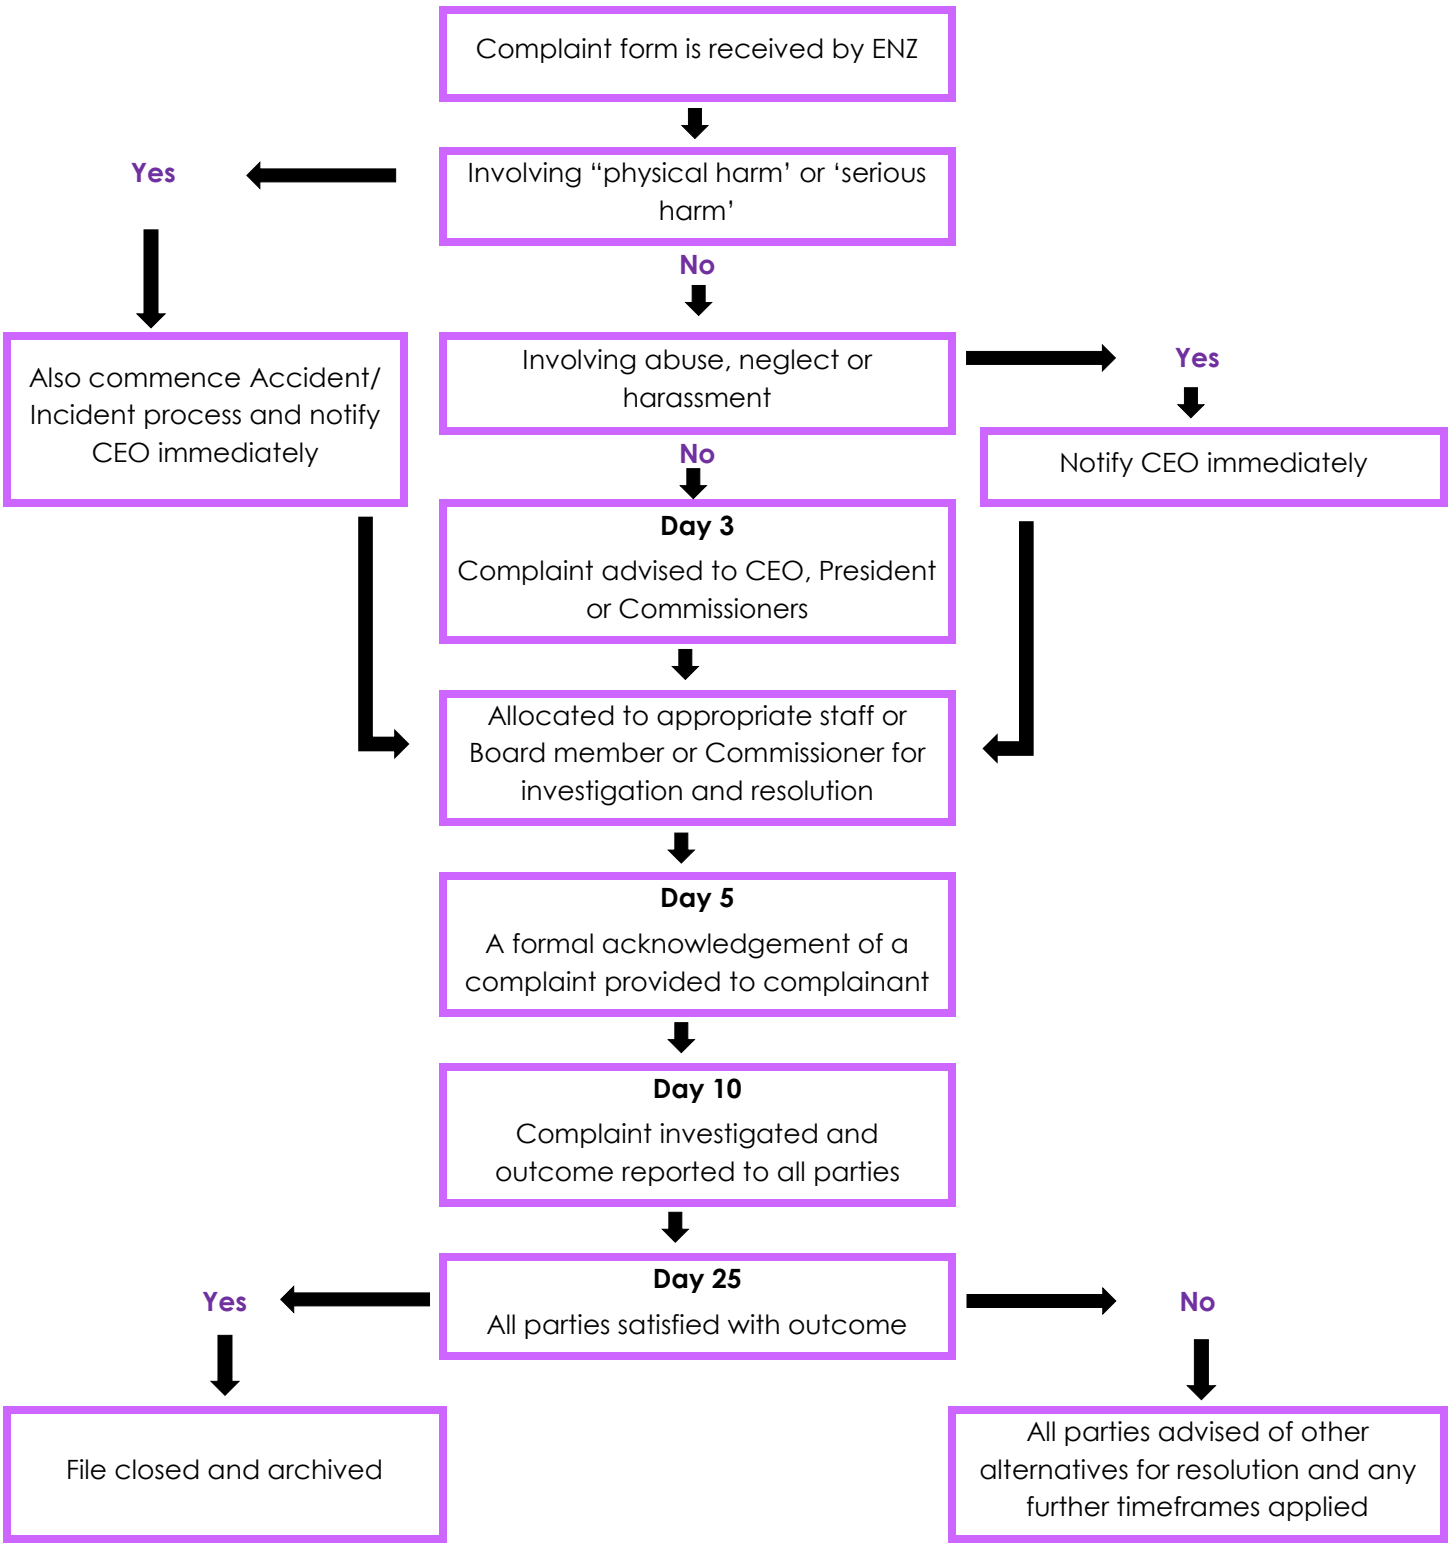 Complaint form is received by ENZ
Yes
Involving “physical harm’ or ‘serious
harm’
No
Also commence Accident/
Incident process and notify
CEO immediately
Involving abuse, neglect or
harassment
Yes
No
Notify CEO immediately
Day 3
Complaint advised to CEO, President
or Commissioners
Allocated to appropriate staff or
Board member or Commissioner for
investigation and resolution
Day 5
A formal acknowledgement of a
complaint provided to complainant
Day 10
Complaint investigated and
outcome reported to all parties
Yes
Day 25
All parties satisfied with outcome
No
File closed and archived
All parties advised of other
alternatives for resolution and any
further timeframes applied